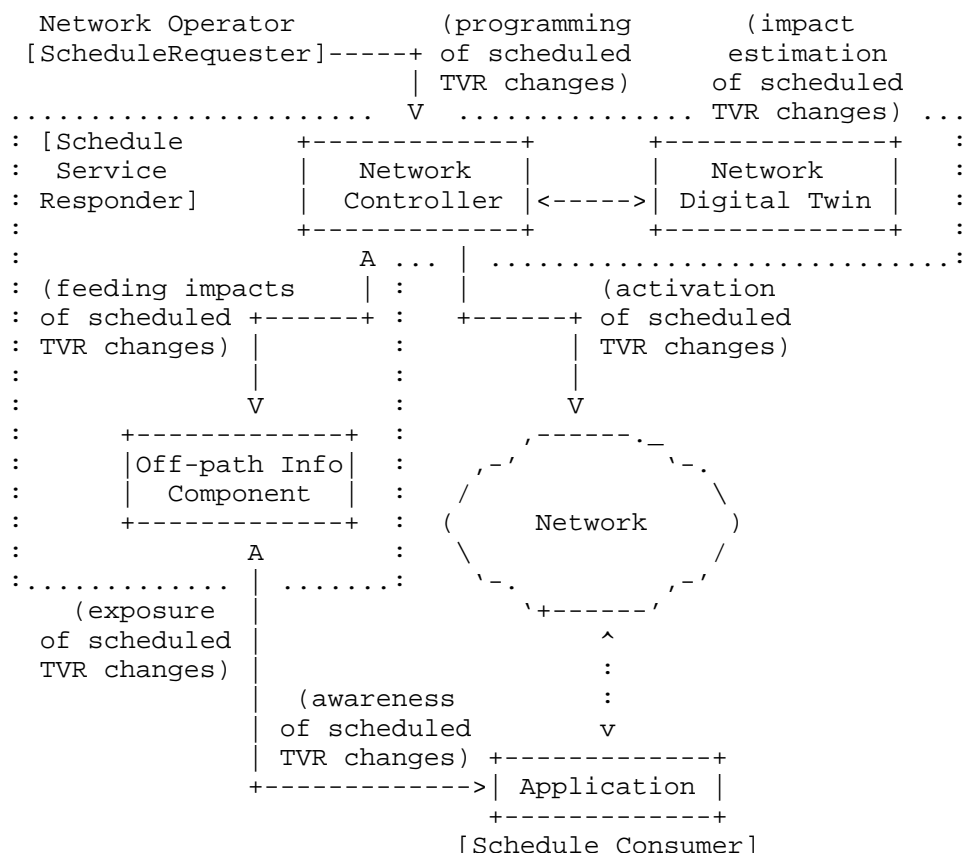 Network Operator (programming (impact
[ScheduleRequester]-----+ of scheduled estimation
TVR changes) of scheduled
V TVR changes)
[Schedule
Service Network Network
Responder] Controller <-----> Digital Twin
A
(feeding impacts (activation
of scheduled of scheduled
TVR changes) TVR changes)
V V
Off-path Info
Component
Network
A
(exposure
of scheduled
TVR changes)
(awareness
of scheduled v
TVR changes)
Application
[Schedule Consumer]